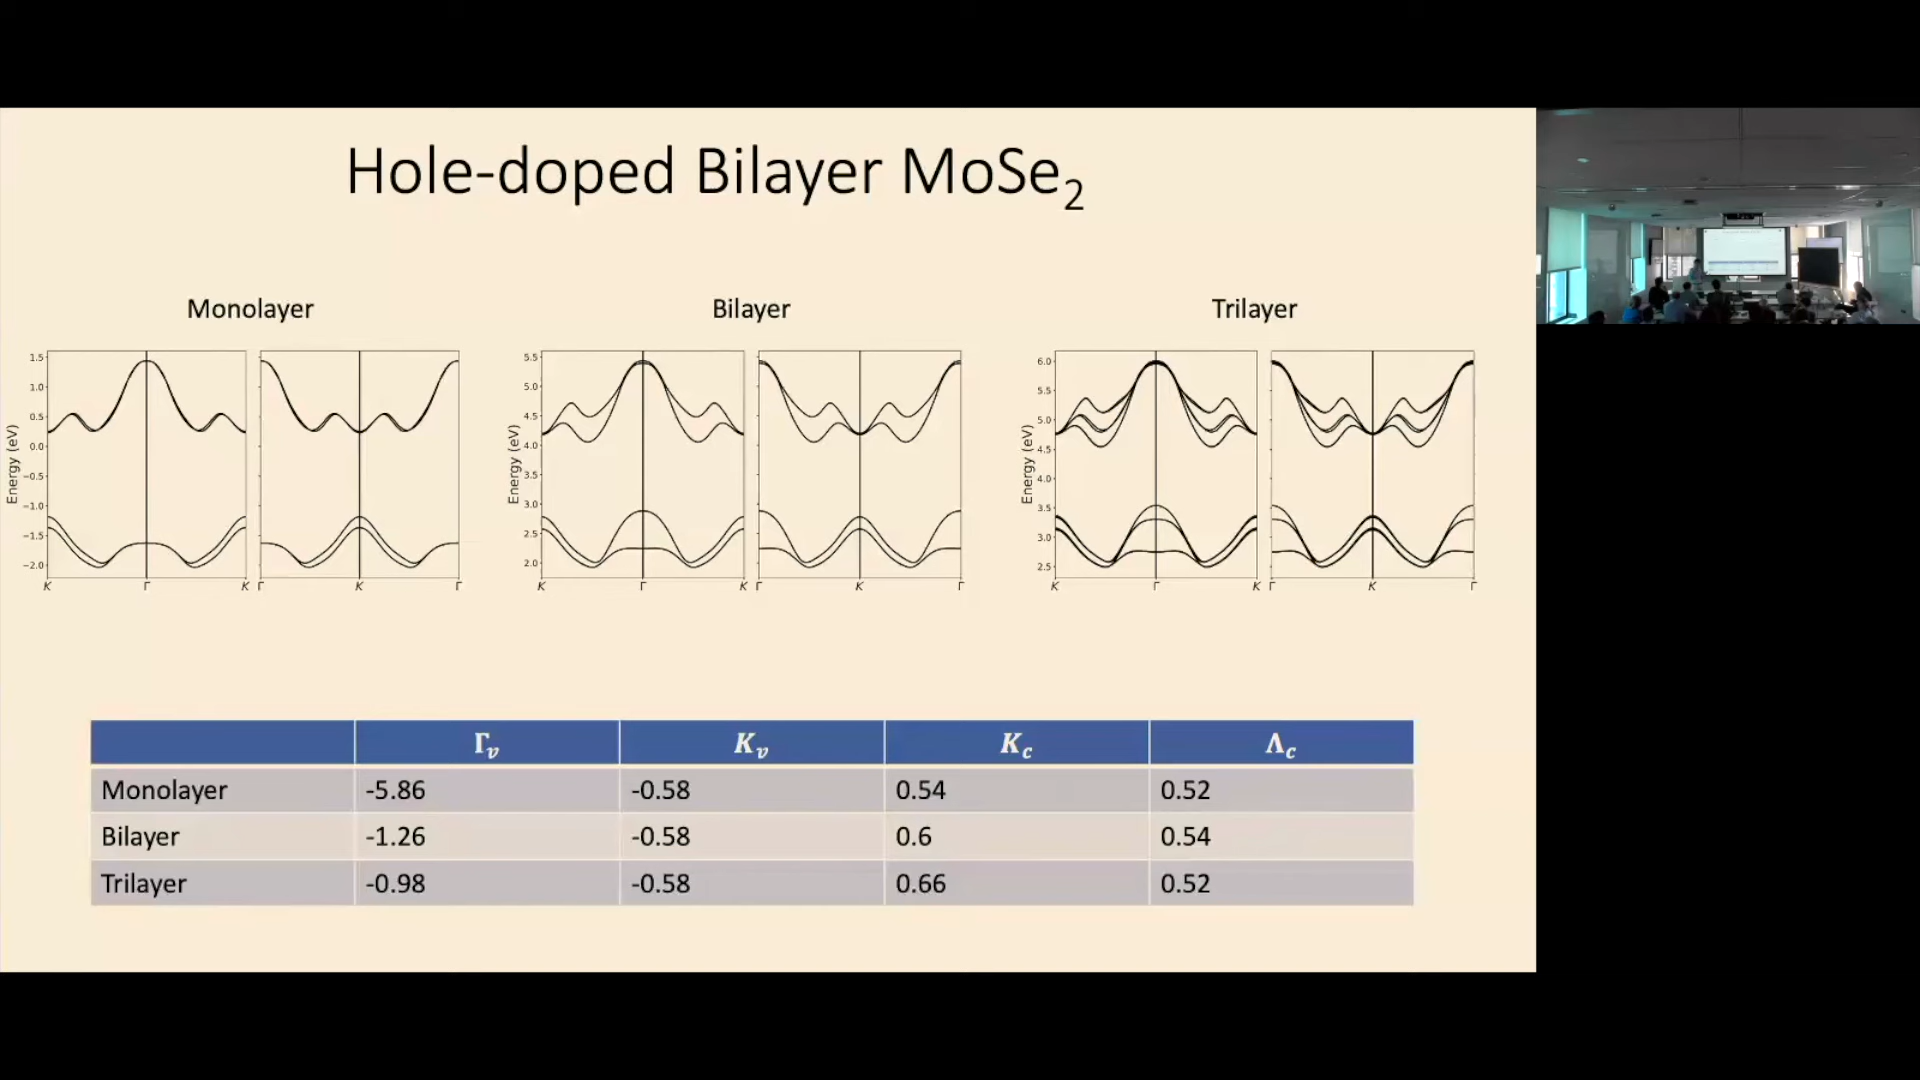 Hole-doped Bilayer MoSe₂
Monolayer
Bilayer
Trilayer
Energy (eV)
1.5
1.0
0.5
0.0
−0.5
−1.0
−1.5
−2.0
K Γ K Γ K Γ
Energy (eV)
5.5
5.0
4.5
4.0
3.5
3.0
2.5
2.0
K Γ K Γ K Γ
Energy (eV)
6.0
5.5
5.0
4.5
4.0
3.5
3.0
2.5
K Γ K Γ K Γ
Γᵥ Kᵥ K_c Λ_c
Monolayer -5.86 -0.58 0.54 0.52
Bilayer -1.26 -0.58 0.6 0.54
Trilayer -0.98 -0.58 0.66 0.52